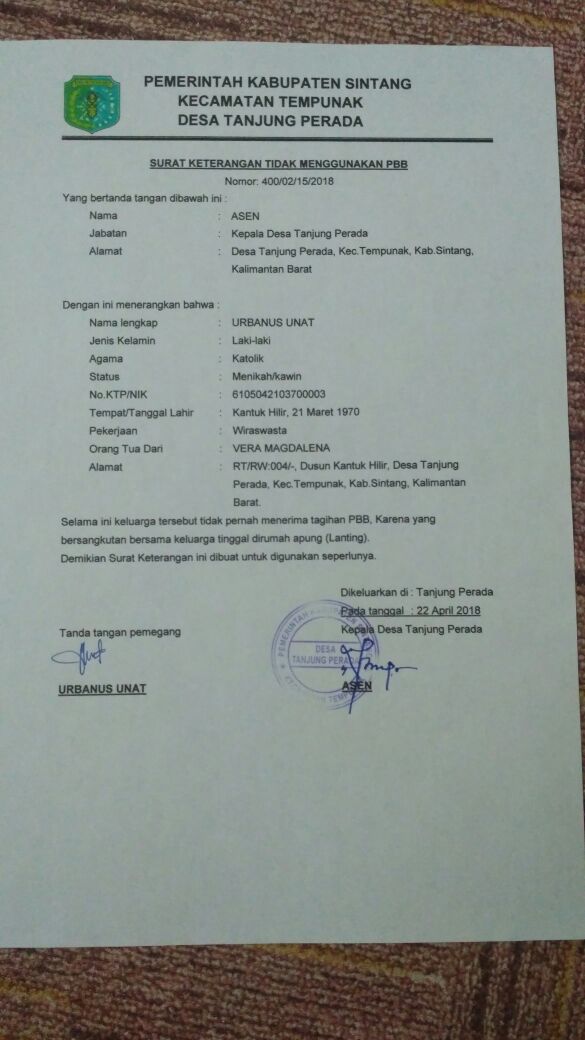 PEMERINTAH KABUPATEN SINTANG
KECAMATAN TEMPUNAK
DESA TANJUNG PERADA
SURAT KETERANGAN TIDAK MENGGUNAKAN PBB
Nomor: 400/02/15/2018
Yang bertanda tangan dibawah ini :
Nama : ASEN
Jabatan : Kepala Desa Tanjung Perada
Alamat : Desa Tanjung Perada, Kec.Tempunak, Kab.Sintang,
Kalimantan Barat
Dengan ini menerangkan bahwa :
Nama lengkap : URBANUS UNAT
Jenis Kelamin : Laki-laki
Agama : Katolik
Status : Menikah/kawin
No.KTP/NIK : 6105042103700003
Tempat/Tanggal Lahir : Kantuk Hilir, 21 Maret 1970
Pekerjaan : Wiraswasta
Orang Tua Dari : VERA MAGDALENA
Alamat : RT/RW:004/-, Dusun Kantuk Hilir, Desa Tanjung
Perada, Kec.Tempunak, Kab.Sintang, Kalimantan
Barat.
Selama ini keluarga tersebut tidak pernah menerima tagihan PBB, Karena yang
bersangkutan bersama keluarga tinggal dirumah apung (Lanting).
Demikian Surat Keterangan ini dibuat untuk digunakan seperlunya.
Dikeluarkan di : Tanjung Perada
Pada tanggal : 22 April 2018
Tanda tangan pemegang
Kepala Desa Tanjung Perada
DESA
TANJUNG PERADA
URBANUS UNAT
ASEN